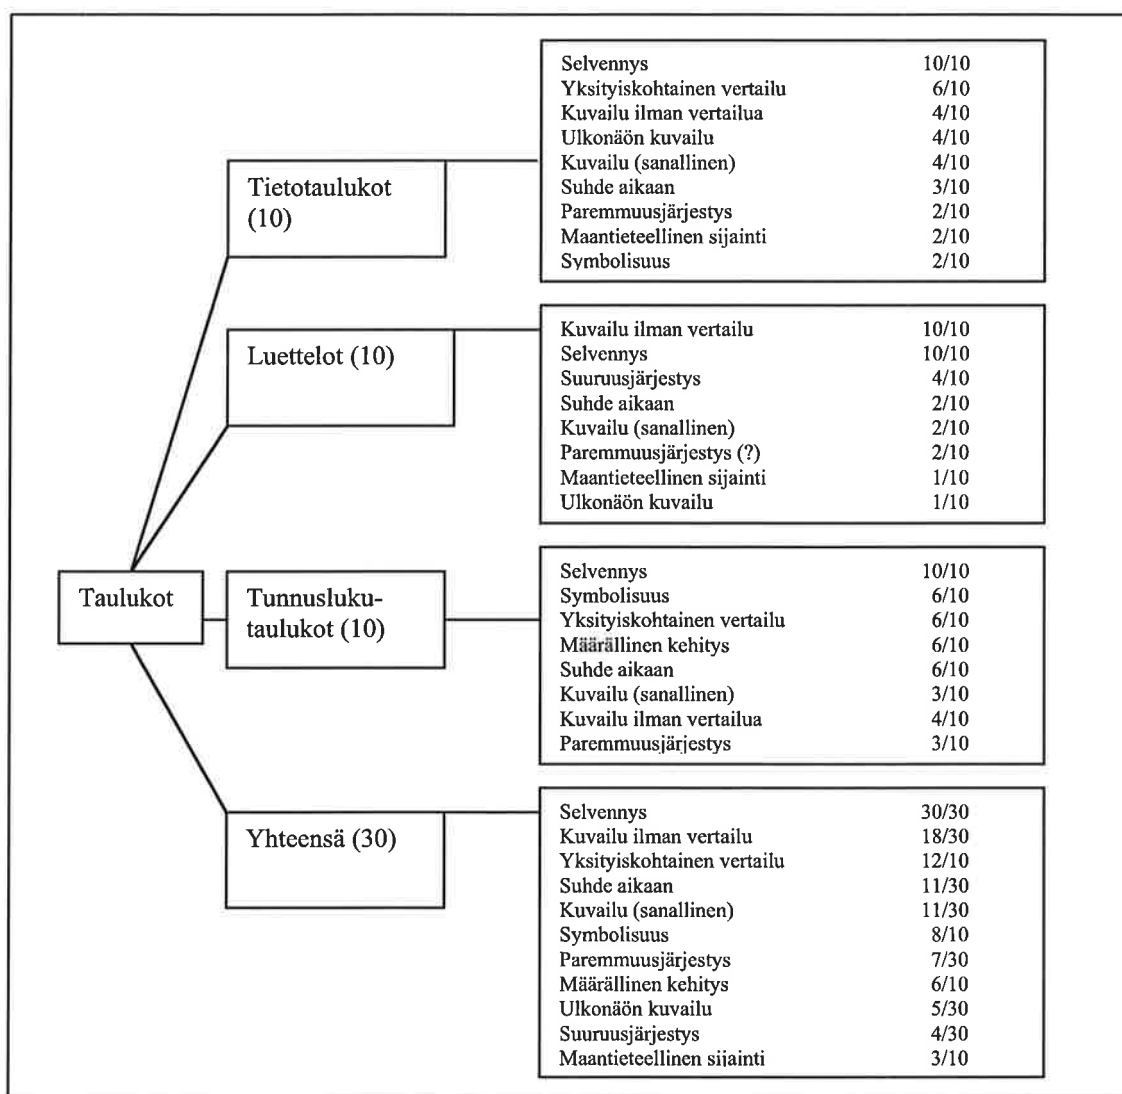 Selvennys 10/10
Yksityiskohtainen vertailu 6/10
Kuvailu ilman vertailua 4/10
Ulkonäön kuvailu 4/10
Kuvailu (sanallinen) 4/10
Suhde aikaan 3/10
Paremmuusjärjestys 2/10
Maantieteellinen sijainti 2/10
Symbolisuus 2/10
Tietotaulukot
(10)
Kuvailu ilman vertailu 10/10
Selvennys 10/10
Suuruusjärjestys 4/10
Suhde aikaan 2/10
Kuvailu (sanallinen) 2/10
Paremmuusjärjestys (?) 2/10
Maantieteellinen sijainti 1/10
Ulkonäön kuvailu 1/10
Luettelot (10)
Taulukot
Tunnusluku-
taulukot (10)
Selvennys 10/10
Symbolisuus 6/10
Yksityiskohtainen vertailu 6/10
Määrällinen kehitys 6/10
Suhde aikaan 6/10
Kuvailu (sanallinen) 3/10
Kuvailu ilman vertailua 4/10
Paremmuusjärjestys 3/10
Yhteensä (30)
Selvennys 30/30
Kuvailu ilman vertailu 18/30
Yksityiskohtainen vertailu 12/10
Suhde aikaan 11/30
Kuvailu (sanallinen) 11/30
Symbolisuus 8/10
Paremmuusjärjestys 7/30
Määrällinen kehitys 6/10
Ulkonäön kuvailu 5/30
Suuruusjärjestys 4/30
Maantieteellinen sijainti 3/10